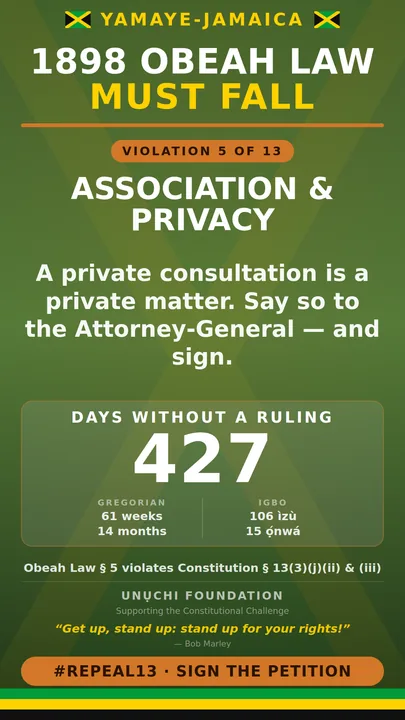 YAMAYE-JAMAICA
1898 OBEAH LAW
MUST FALL
VIOLATION 5 OF 13
ASSOCIATION &
PRIVACY
A private consultation is a
private matter. Say so to
the Attorney-General — and
sign.
DAYS WITHOUT A RULING
427
GREGORIAN
61 weeks
14 months
IGBO
106 ìzù
15 ọ́nwá
Obeah Law § 5 violates Constitution § 13(3)(j)(ii) & (iii)
UNỤCHI FOUNDATION
Supporting the Constitutional Challenge
“Get up, stand up: stand up for your rights!”
— Bob Marley
#REPEAL13 · SIGN THE PETITION